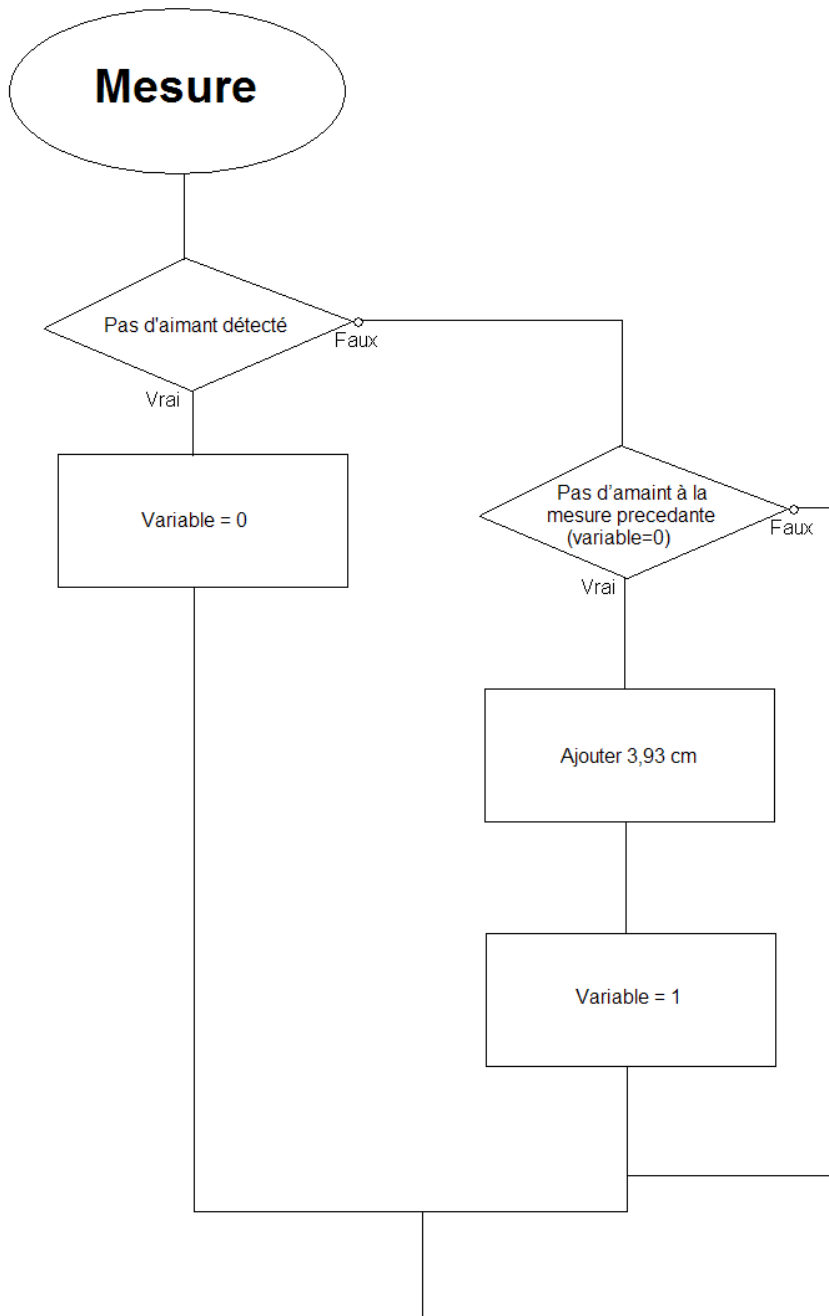 Mesure
Pas d'aimant détecté
Faux
Vrai
Variable = 0
Pas d’amaint à la
mesure precedante
(variable=0)
Faux
Vrai
Ajouter 3,93 cm
Variable = 1